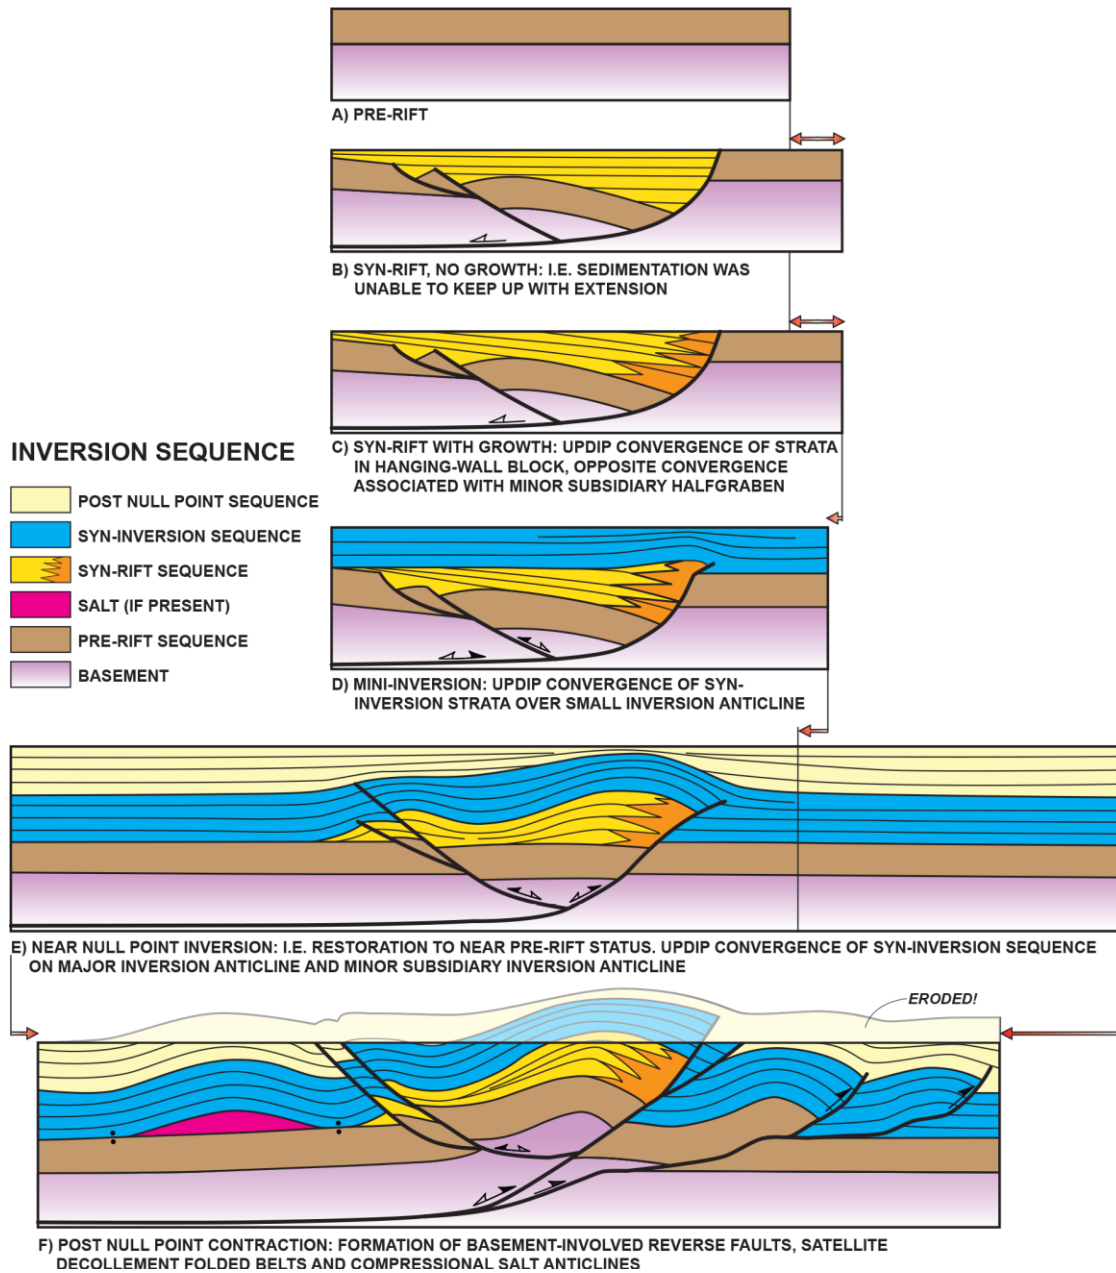 A) PRE-RIFT
B) SYN-RIFT, NO GROWTH: I.E. SEDIMENTATION WAS
UNABLE TO KEEP UP WITH EXTENSION
C) SYN-RIFT WITH GROWTH: UPDIP CONVERGENCE OF STRATA
IN HANGING-WALL BLOCK, OPPOSITE CONVERGENCE
ASSOCIATED WITH MINOR SUBSIDIARY HALFGRABEN
INVERSION SEQUENCE
POST NULL POINT SEQUENCE
SYN-INVERSION SEQUENCE
SYN-RIFT SEQUENCE
SALT (IF PRESENT)
PRE-RIFT SEQUENCE
BASEMENT
D) MINI-INVERSION: UPDIP CONVERGENCE OF SYN-
INVERSION STRATA OVER SMALL INVERSION ANTICLINE
E) NEAR NULL POINT INVERSION: I.E. RESTORATION TO NEAR PRE-RIFT STATUS. UPDIP CONVERGENCE OF SYN-INVERSION SEQUENCE
ON MAJOR INVERSION ANTICLINE AND MINOR SUBSIDIARY INVERSION ANTICLINE
ERODED!
F) POST NULL POINT CONTRACTION: FORMATION OF BASEMENT-INVOLVED REVERSE FAULTS, SATELLITE
DECOLLEMENT FOLDED BELTS AND COMPRESSIONAL SALT ANTICLINES